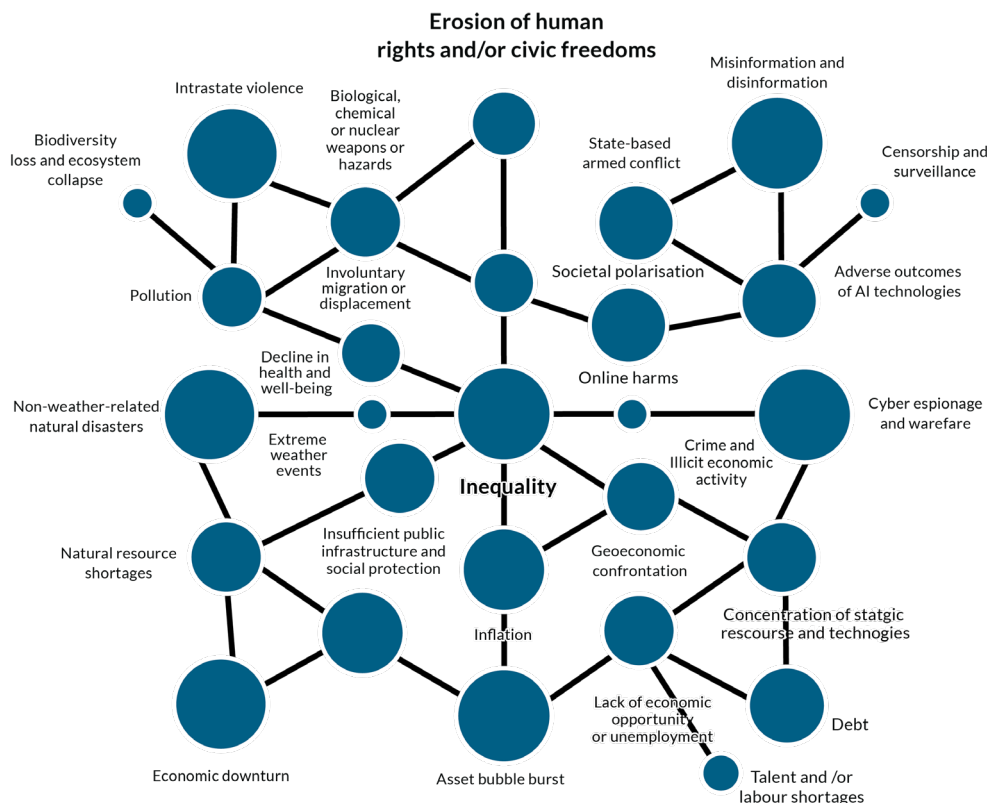 Erosion of human
rights and/or civic freedoms
Misinformation and
disinformation
Intrastate violence
Biological,
chemical
or nuclear
weapons or
hazards
Biodiversity
loss and ecosystem
collapse
State-based
armed conflict
Censorship and
surveillance
Pollution
Involuntary
migration or
displacement
Societal polarisation
Adverse outcomes
of AI technologies
Decline in
health and
well-being
Online harms
Non-weather-related
natural disasters
Cyber espionage
and warefare
Extreme
weather
events
Crime and
Illicit economic
activity
Inequality
Natural resource
shortages
Insufficient public
infrastructure and
social protection
Geoeconomic
confrontation
Concentration of statgic
rescourse and technogies
Inflation
Lack of economic
opportunity
or unemployment
Debt
Economic downturn
Asset bubble burst
Talent and /or
labour shortages